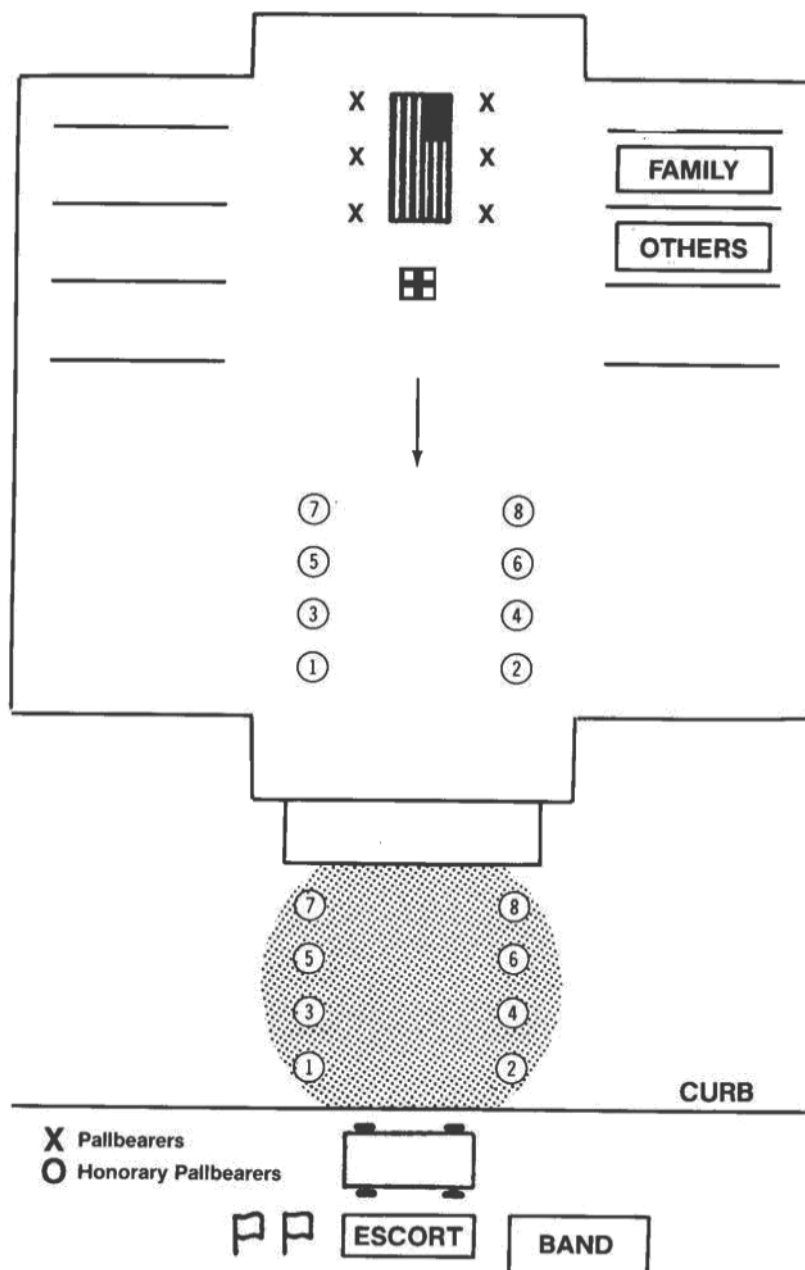 X X
FAMILY
X X
OTHERS
X X
7 8
5 6
3 4
1 2
7 8
5 6
3 4
1 2
CURB
X Pallbearers
O Honorary Pallbearers
ESCORT
BAND